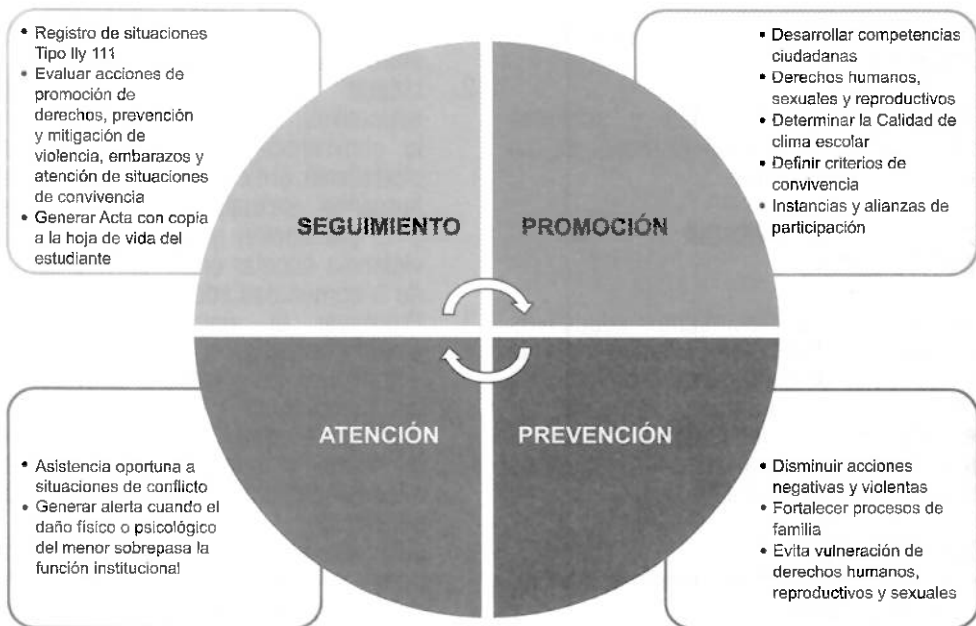 • Registro de situaciones
Tipo IIy 111
• Evaluar acciones de
promoción de
derechos, prevención
y mitigación de
violencia, embarazos y
atención de situaciones
de convivencia
• Generar Acta con copia
a la hoja de vida del
estudiante
SEGUIMIENTO
PROMOCIÓN
• Desarrollar competencias
ciudadanas
• Derechos humanos,
sexuales y reproductivos
• Determinar la Calidad de
clima escolar
• Definir criterios de
convivencia
• Instancias y alianzas de
participación
ATENCIÓN
PREVENCIÓN
• Asistencia oportuna a
situaciones de conflicto
• Generar alerta cuando el
daño físico o psicológico
del menor sobrepasa la
función institucional
• Disminuir acciones
negativas y violentas
• Fortalecer procesos de
familia
• Evita vulneración de
derechos humanos,
reproductivos y sexuales